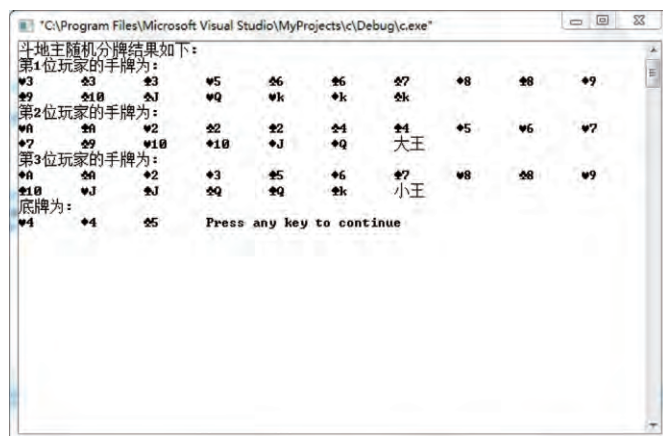 "C:\Program Files\Microsoft Visual Studio\MyProjects\c\Debug\c.exe"
斗地主随机分牌结果如下：
第1位玩家的手牌为：
♥3 ♣3 ♠3 ♥5 ♣6 ♠6 ♠7 ♦8 ♠8 ♦9
♠9 ♣10 ♣J ♥Q ♥k ♦k ♣k
第2位玩家的手牌为：
♥A ♠A ♥2 ♣2 ♠2 ♣4 ♠4 ♦5 ♥6 ♥7
♦7 ♣9 ♥10 ♦10 ♦J ♦Q 大王
第3位玩家的手牌为：
♦A ♣A ♦2 ♦3 ♠5 ♦6 ♣7 ♥8 ♣8 ♥9
♠10 ♥J ♠J ♣Q ♠Q ♠k 小王
底牌为：
♥4 ♦4 ♣5 Press any key to continue